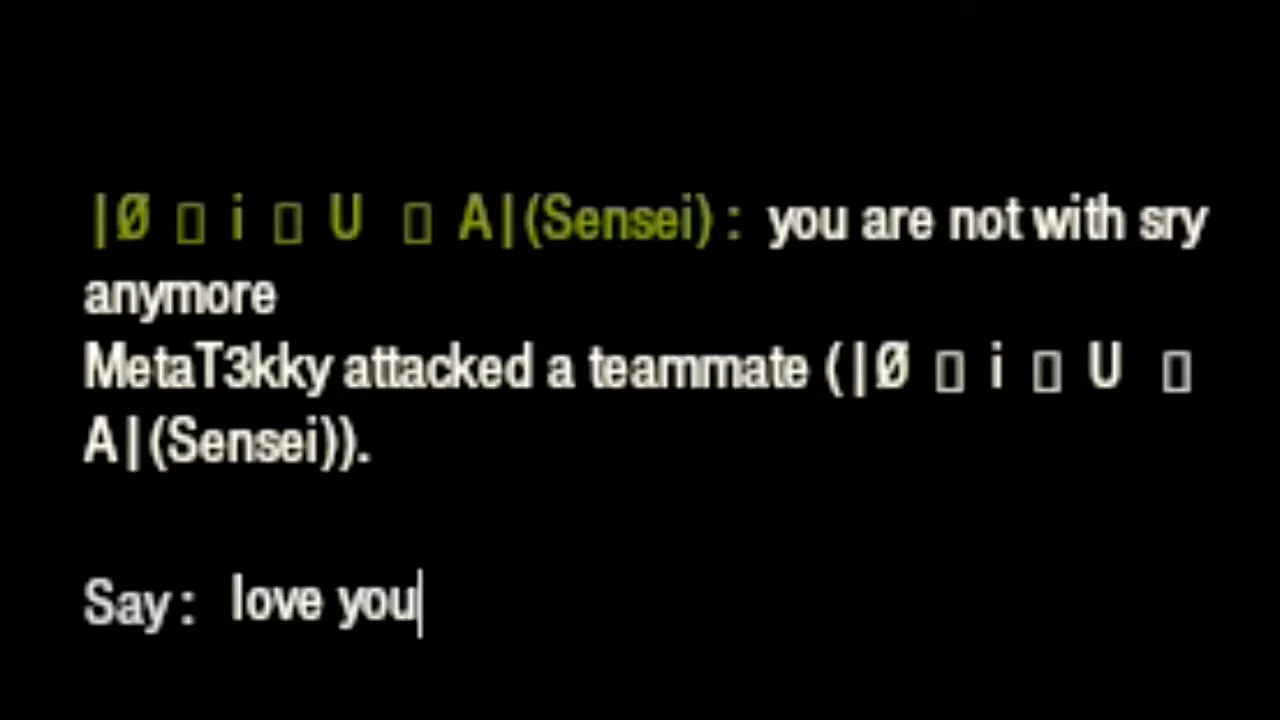 |Ø ▯ i ▯ U ▯ A|(Sensei) : you are not with sry
anymore
MetaT3kky attacked a teammate (|Ø ▯ i ▯ U ▯
A|(Sensei)).
Say : love you